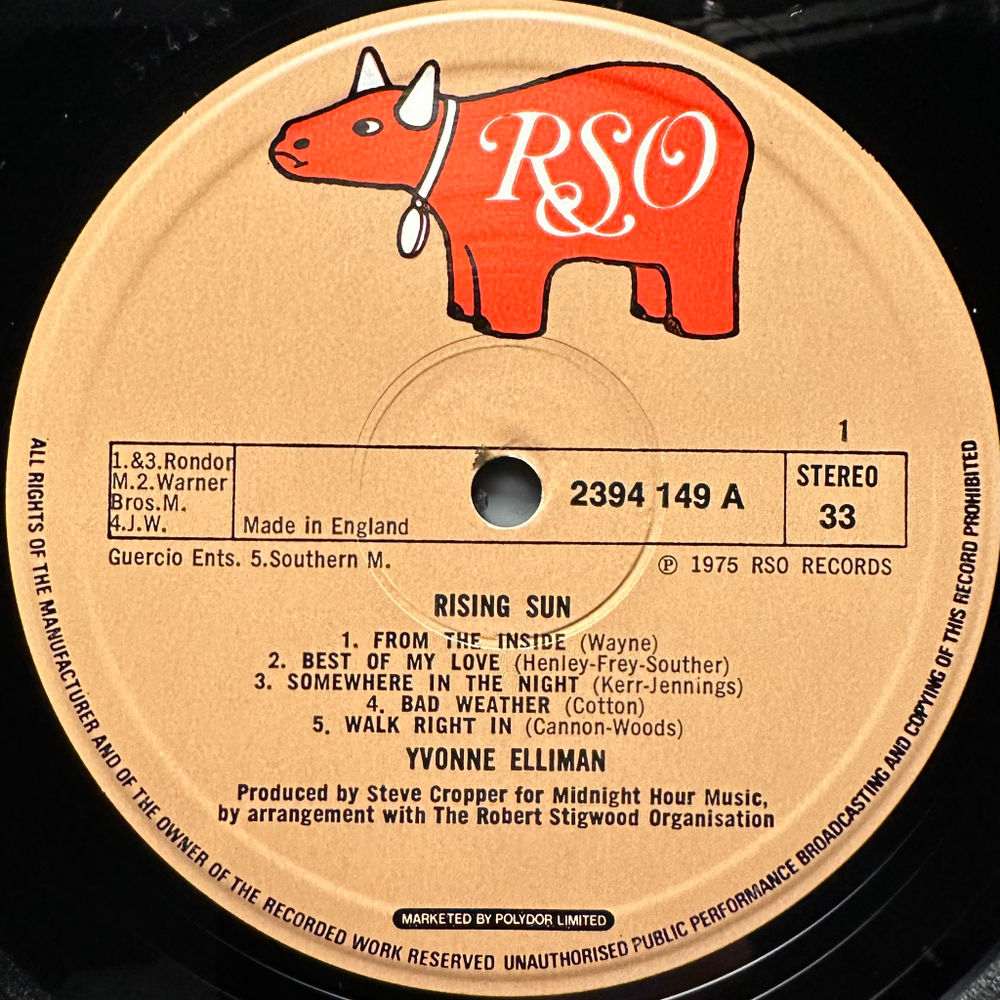 RSO
1
1.&3.Rondor
M.2.Warner
Bros.M.
4.J.W.
Made in England
2394 149 A
STEREO
33
Guercio Ents. 5.Southern M.
℗ 1975 RSO RECORDS
RISING SUN
1. FROM THE INSIDE (Wayne)
2. BEST OF MY LOVE (Henley-Frey-Souther)
3. SOMEWHERE IN THE NIGHT (Kerr-Jennings)
4. BAD WEATHER (Cotton)
5. WALK RIGHT IN (Cannon-Woods)
YVONNE ELLIMAN
Produced by Steve Cropper for Midnight Hour Music,
by arrangement with The Robert Stigwood Organisation
MARKETED BY POLYDOR LIMITED
ALL RIGHTS OF THE MANUFACTURER AND OF THE OWNER OF THE RECORDED WORK RESERVED UNAUTHORISED PUBLIC PERFORMANCE BROADCASTING AND COPYING OF THIS RECORD PROHIBITED